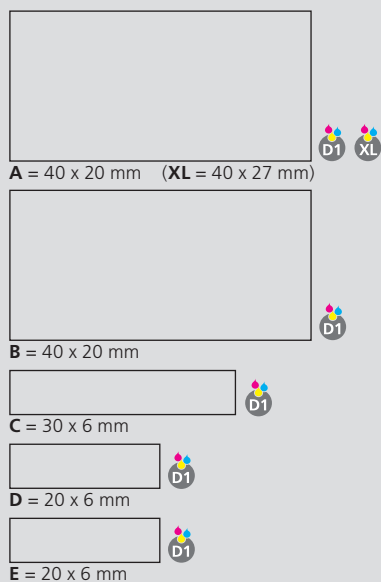 D1 XL
A = 40 x 20 mm (XL = 40 x 27 mm)
D1
B = 40 x 20 mm
D1
C = 30 x 6 mm
D1
D = 20 x 6 mm
D1
E = 20 x 6 mm